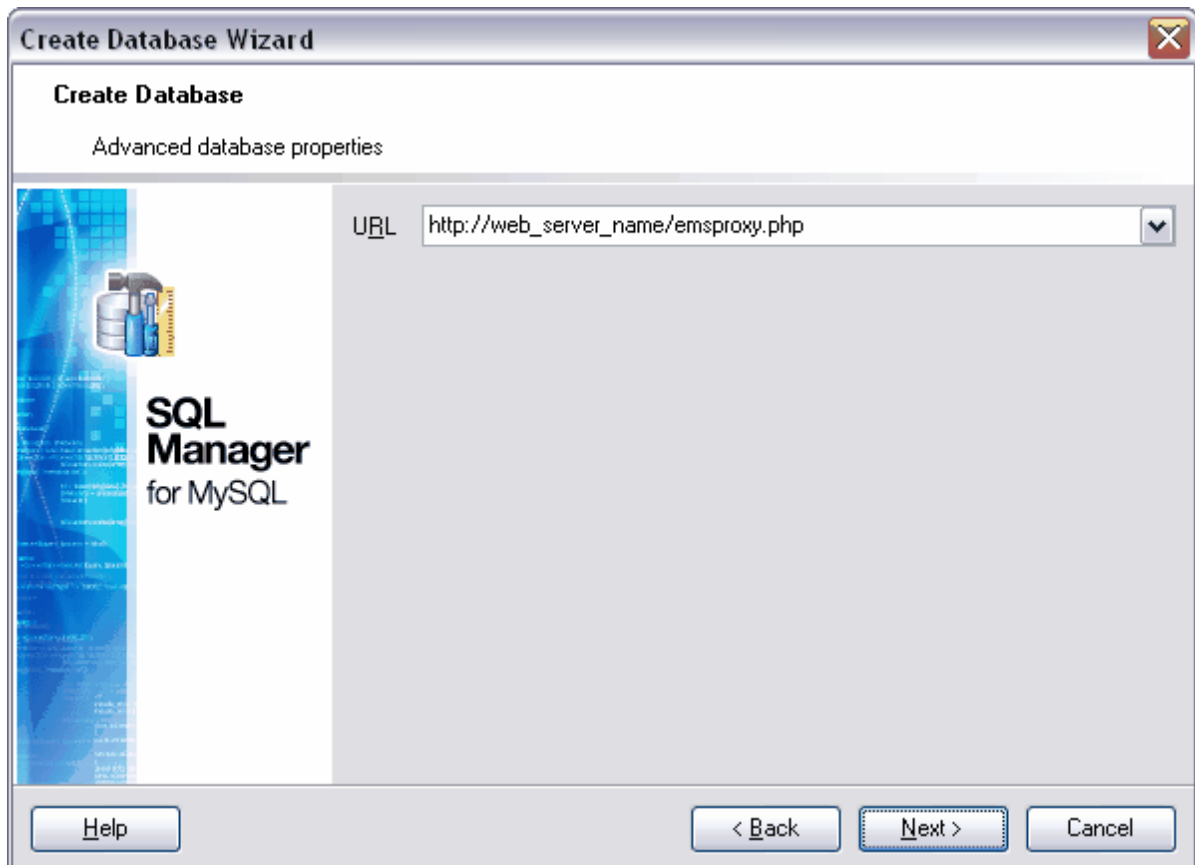 Create Database Wizard
Create Database
Advanced database properties
URL http://web_server_name/emsproxy.php
SQL
Manager
for MySQL
Help < Back Next > Cancel